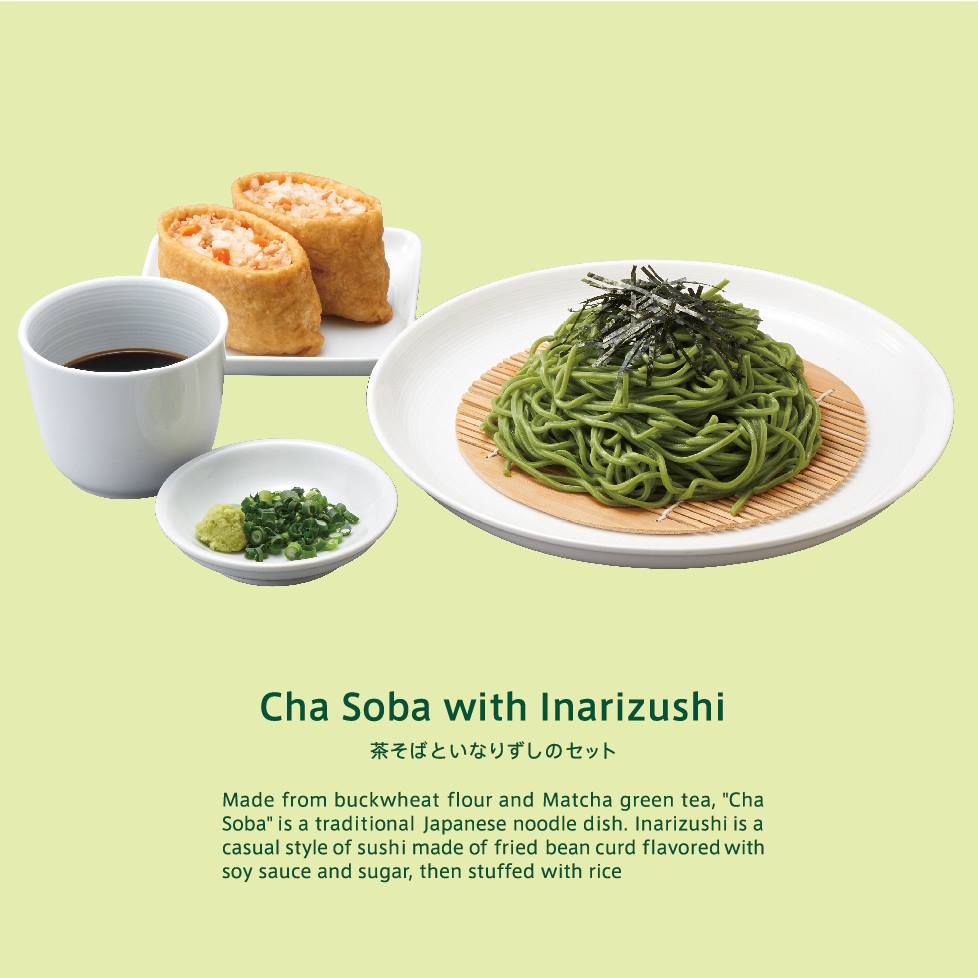 Cha Soba with Inarizushi
茶そばといなりずしのセット
Made from buckwheat flour and Matcha green tea, "Cha
Soba" is a traditional Japanese noodle dish. Inarizushi is a
casual style of sushi made of fried bean curd flavored with
soy sauce and sugar, then stuffed with rice